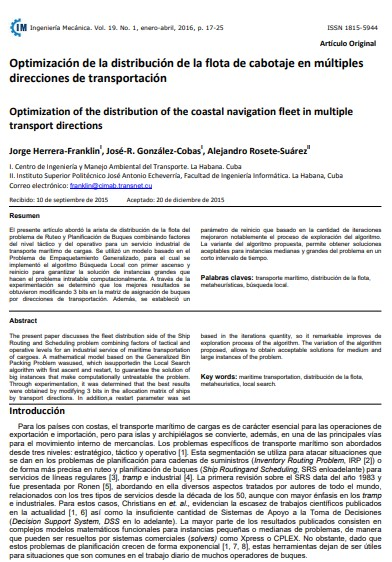 IM Ingeniería Mecánica. Vol. 19. No. 1, enero-abril, 2016, p. 17-25 ISSN 1815-5944
Artículo Original
Optimización de la distribución de la flota de cabotaje en múltiples
direcciones de transportación
Optimization of the distribution of the coastal navigation fleet in multiple
transport directions
Jorge Herrera-Franklin I, José-R. González-Cobas I, Alejandro Rosete-Suárez II
I. Centro de Ingeniería y Manejo Ambiental del Transporte. La Habana. Cuba
II. Instituto Superior Politécnico José Antonio Echeverría, Facultad de Ingeniería Informática. La Habana, Cuba
Correo electrónico: franklin@cimab.transnet.cu
Recibido: 10 de septiembre de 2015 Aceptado: 20 de diciembre de 2015
Resumen
El presente artículo abordó la arista de distribución de la flota del
problema de Ruteo y Planificación de Buques combinando factores
del nivel táctico y del operativo para un servicio industrial de
transporte marítimo de cargas. Se utilizó un modelo basado en el
Problema de Empaquetamiento Generalizado, para el cual se
implementó el algoritmo Búsqueda Local con primer ascenso y
reinicio para garantizar la solución de instancias grandes que
hacen el problema intratable computacionalmente. A través de la
experimentación se determinó que los mejores resultados se
obtuvieron modificando 3 bits en la matriz de asignación de buques
por direcciones de transportación. Además, se estableció un
parámetro de reinicio que basado en la cantidad de iteraciones
mejoraron notablemente el proceso de exploración del algoritmo.
La variante del algoritmo propuesta, permite obtener soluciones
aceptables para instancias medianas y grandes del problema en un
corto intervalo de tiempo.
Palabras claves: transporte marítimo, distribución de la flota,
metaheurísticas, búsqueda local.
Abstract
The present paper discusses the fleet distribution side of the Ship
Routing and Scheduling problem combining factors of tactical and
operative levels for an industrial service of maritime transportation
of cargoes. A mathematical model based on the Generalized Bin
Packing Problem wasused, which issupportedin the Local Search
algorithm with first ascent and restart, to guarantee the solution of
big instances that make computationally untreatable the problem.
Through experimentation, it was determined that the best results
were obtained by modifying 3 bits in the allocation matrix of ships
by transport directions. In addition,a restart parameter was set
based in the iterations quantity, so it remarkable improves de
exploration process of the algorithm. The variation of the algorithm
proposed, allows to obtain acceptable solutions for medium and
large instances of the problem.
Key words: maritime transportation, distribución de la flota,
metaheurística, local search.
Introducción
Para los países con costas, el transporte marítimo de cargas es de carácter esencial para las operaciones de
exportación e importación, pero para islas y archipiélagos se convierte, además, en una de las principales vías
para el movimiento interno de mercancías. Los problemas específicos de transporte marítimo son abordados
desde tres niveles: estratégico, táctico y operativo [1]. Esta segmentación se utiliza para atacar situaciones que
se dan en los problemas de planificación para rutas de suministros (Inventory Routing Problem, IRP [2]) o
de forma más precisa en ruteo y planificación de buques (Ship Routingand Scheduling, SRS enloadelante) para
servicios de líneas regulares [3], tramp e industrial [4]. La primera revisión sobre el SRS data del año 1983 y
fue presentada por Ronen [5], abordando en ella diversos aspectos tratados por autores de todo el mundo,
relacionados con los tres tipos de servicios desde la década de los 50, aunque con mayor énfasis en los tramp
e industriales. Para estos casos, Christians en et. al., evidencian la escasez de trabajos científicos publicados
en la actualidad [1, 6] así como la insuficiente cantidad de Sistemas de Apoyo a la Toma de Decisiones
(Decision Support System, DSS en lo adelante). La mayor parte de los resultados publicados consisten en
complejos modelos matemáticos funcionales para instancias pequeñas o medianas de problemas, de manera
que pueden ser resueltos por sistemas comerciales (solvers) como Xpress o CPLEX. No obstante, dado que
estos problemas de planificación crecen de forma exponencial [1, 7, 8], estas herramientas dejan de ser útiles
para situaciones que son comunes en el trabajo diario de muchos operadores de buques.